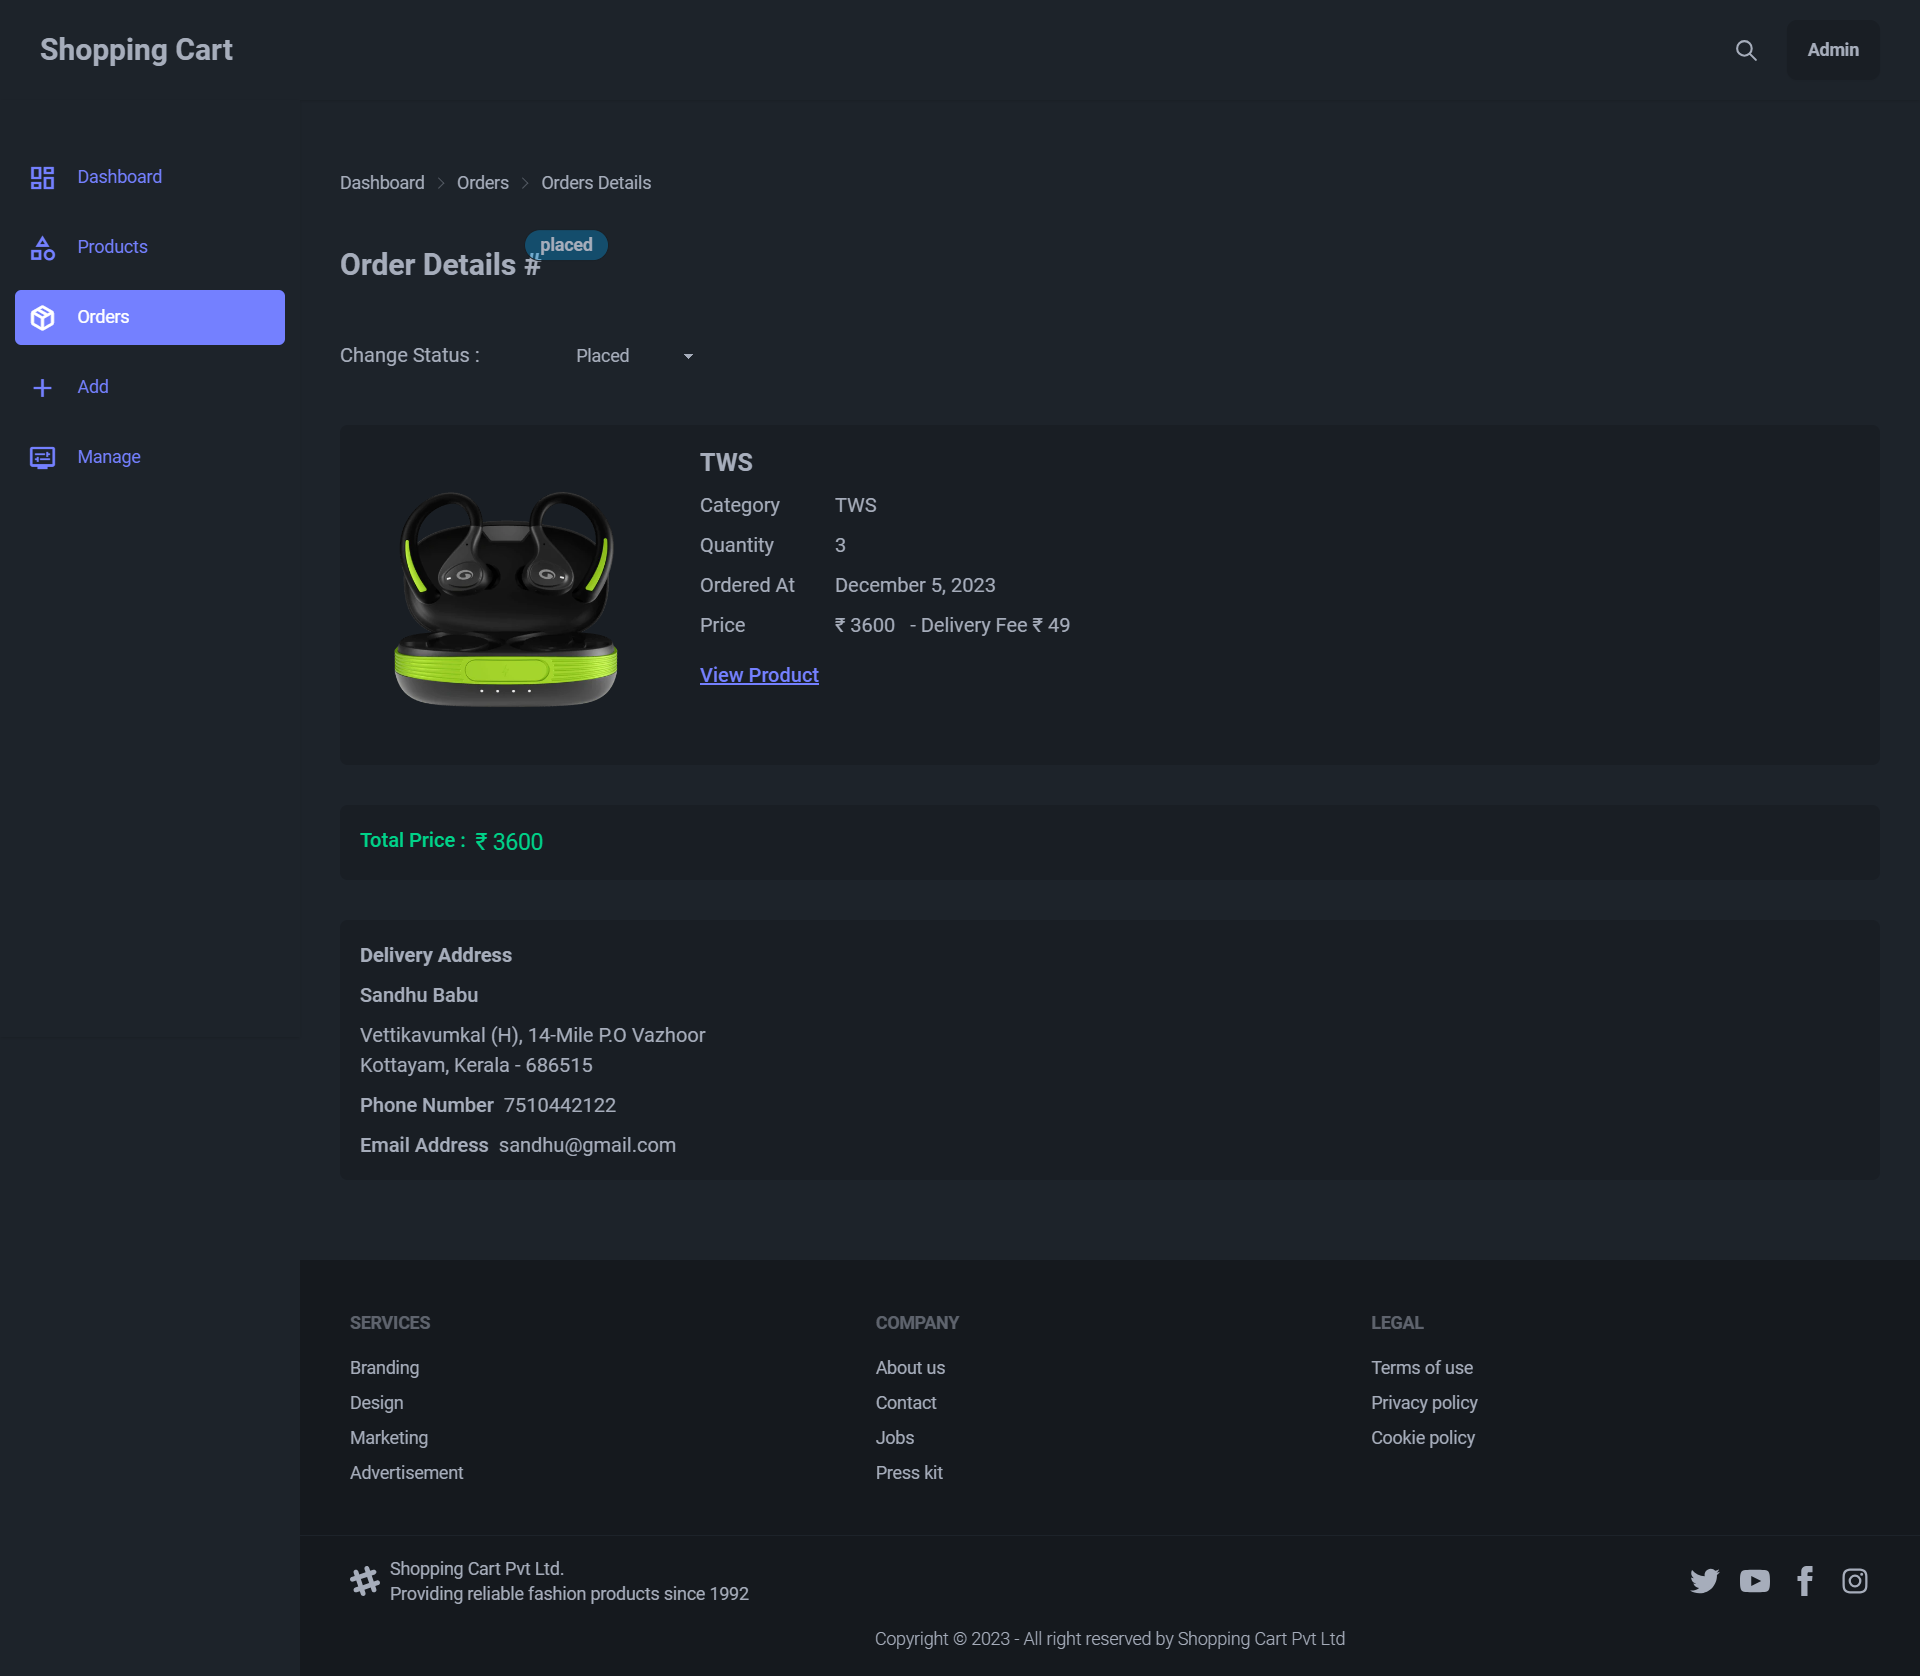 Shopping Cart
Admin
Dashboard
Products
Orders
Add
Manage
Dashboard > Orders > Orders Details
Order Details #
placed
Change Status : Placed
TWS
Category TWS
Quantity 3
Ordered At December 5, 2023
Price ₹ 3600 - Delivery Fee ₹ 49
View Product
Total Price : ₹ 3600
Delivery Address
Sandhu Babu
Vettikavumkal (H), 14-Mile P.O Vazhoor
Kottayam, Kerala - 686515
Phone Number 7510442122
Email Address sandhu@gmail.com
SERVICES
Branding
Design
Marketing
Advertisement
COMPANY
About us
Contact
Jobs
Press kit
LEGAL
Terms of use
Privacy policy
Cookie policy
Shopping Cart Pvt Ltd.
Providing reliable fashion products since 1992
Copyright © 2023 - All right reserved by Shopping Cart Pvt Ltd